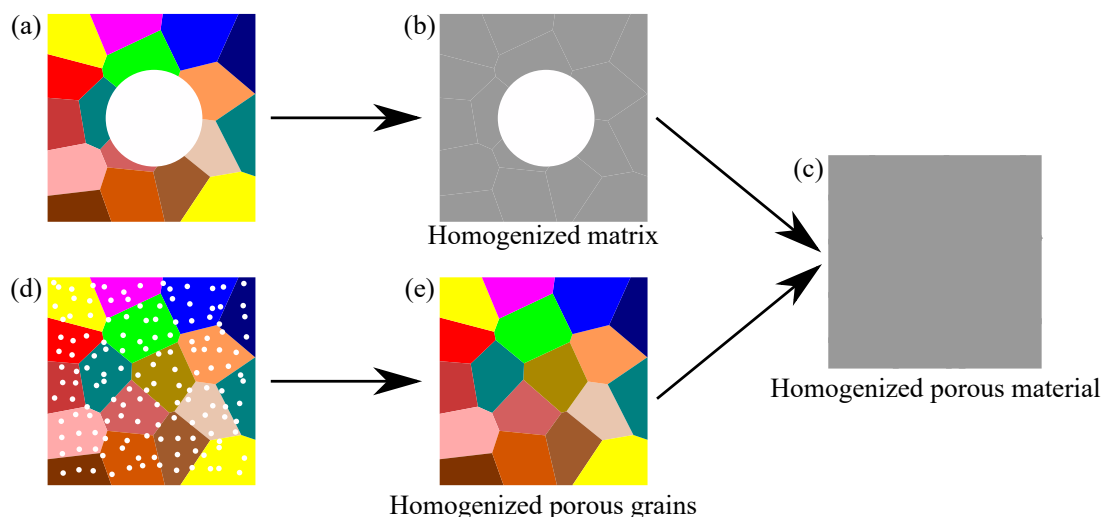 (a)
(b)
Homogenized matrix
(c)
Homogenized porous material
(d)
(e)
Homogenized porous grains